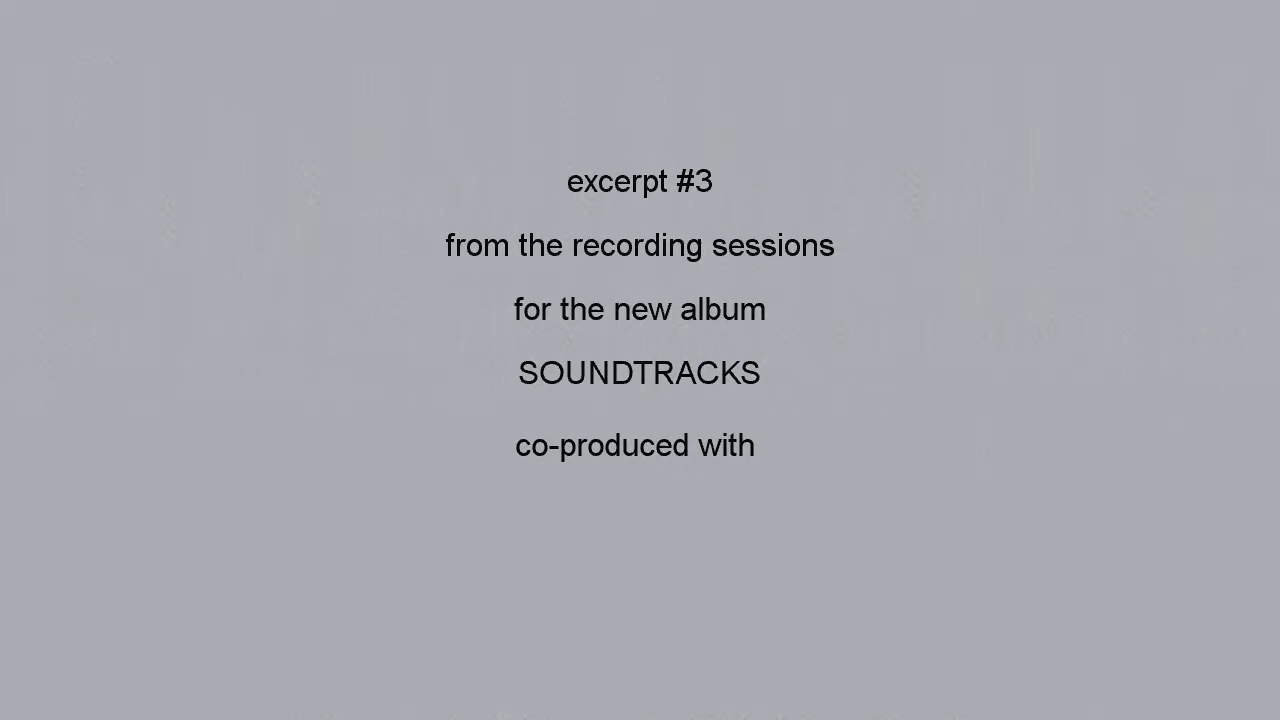 excerpt #3
from the recording sessions
for the new album
SOUNDTRACKS
co-produced with